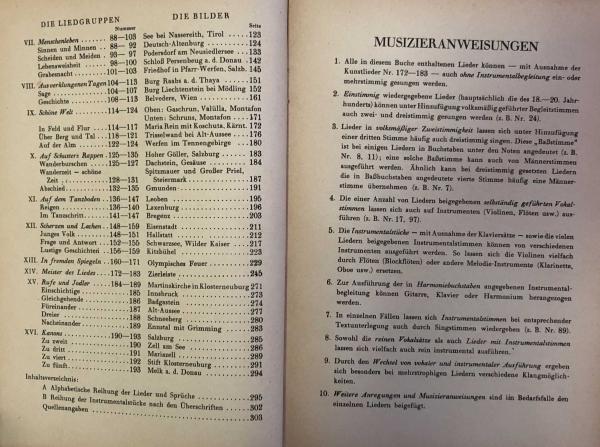 DIE LIEDGRUPPEN
Nummer
VII. Menschenleben 88—103
Sinnen und Minnen 88— 92
Scheiden und Meiden 93— 97
Lebensweisheit 98—100
Grabesnacht 101—103
VIII. Aus verklungenen Tagen 104—113
Sage 104—107
Geschichte 108—113
IX. Schöne Welt 114—124
In Feld und Flur 114—117
Über Berg und Tal 118—121
Auf der Alm 122—124
X. Auf Schusters Rappen 125—135
Wanderburschen 125—127
Wanderzeit – schöne
Zeit 128—131
Abschied 132—135
XI. Auf dem Tanzboden 136—147
Reigen 136—140
Im Tanzschritt 141—147
XII. Scherzen und Lachen 148—159
Junges Volk 148—151
Frage und Antwort 152—155
Lustige Geschichten 156—159
XIII. In fremden Spiegeln 160—171
XIV. Meister des Liedes 172—183
XV. Rufe und Jodler 184—189
Einschichtige 185
Gleichgehende 186
Füreinander 187
Dreier 188
Nacheinander 189
XVI. Kanons 190—193
Zu zweit 190
Zu dritt 191
Zu viert 192
Zu fünft 193
DIE BILDER
Seite
See bei Nassereith, Tirol 123
Deutsch-Altenburg 124
Podersdorf am Neusiedlersee 133
Schloß Persenbeug a. d. Donau 142
Friedhof in Pfarr-Werfen, Salzb. 145
Burg Raabs a. d. Thaya 151
Burg Liechtenstein bei Mödling 152
Belvedere, Wien 161
Oben: Gaschurn, Valülla, Montafon
Unten: Schruns, Montafon 171
Maria Rein mit Koschuta, Kärnt. 172
Trisselwand bei Alt-Aussee 177
Werfen im Tennengebirge 180
Hoher Göller, Salzburg 183
Dachstein, Gesäuse 184
Spitzmauer und Großer Priel,
Steiermark 187
Gmunden 191
Leoben 195
Laxenburg 196
Bregenz 203
Eisenstadt 211
Hallstatt 212
Schwarzsee, Wilder Kaiser 217
Kitzbühel 223
Olympisches Feuer 229
Zierleiste 245
Martinskirche in Klosterneuburg 271
Innsbruck 273
Badgastein 274
Alt-Aussee 277
Schneeberg 280
Ennstal mit Grimming 283
Salzburg 285
Zell am See 286
Mariazell 291
Stift Klosterneuburg 291
Melk a. d. Donau 294
Inhaltsverzeichnis:
A Alphabetische Reihung der Lieder und Sprüche 295
B Reihung der Instrumentalstücke nach den Überschriften 302
Quellenangaben 303
MUSIZIERANWEISUNGEN
1. Alle in diesem Buche enthaltenen Lieder können — mit Ausnahme der
Kunstlieder Nr. 172—183 — auch ohne Instrumentalbegleitung ein- oder
mehrstimmig gesungen werden.
2. Einstimmig wiedergegebene Lieder (hauptsächlich die des 18.—20. Jahr-
hunderts) können unter Hinzufügung volksmäßig geführter Begleitstimmen
auch zwei- und dreistimmig gesungen werden (z. B. Nr. 24).
3. Lieder in volksmäßiger Zweistimmigkeit lassen sich unter Hinzufügung
einer dritten Stimme häufig auch dreistimmig singen. Diese „Baßstimme“
ist bei einigen Liedern in Buchstaben unter den Noten angedeutet (z. B.
Nr. 8, 11); eine solche Baßstimme kann auch von Männerstimmen
ausgeführt werden. Ähnlich kann bei dreistimmig gesetzten Liedern
die in Baßbuchstaben angedeutete vierte Stimme häufig eine Männer-
stimme übernehmen (z. B. Nr. 7).
4. Die einer Anzahl von Liedern beigegebenen selbständig geführten Vokal-
stimmen lassen sich auch auf Instrumenten (Violinen, Flöten usw.) aus-
führen (z. B. Nr. 17, 97).
5. Die Instrumentalstücke — mit Ausnahme der Klaviersätze — sowie die vielen
Liedern beigegebenen Instrumentalstimmen können von verschiedenen
Instrumenten ausgeführt werden. So lassen sich die Violinen vielfach
durch Flöten (Blockflöten) oder andere Melodie-Instrumente (Klarinette,
Oboe usw.) ersetzen.
6. Zur Ausführung der in Harmoniebuchstaben angegebenen Instrumental-
begleitung können Gitarre, Klavier oder Harmonium herangezogen
werden.
7. In einzelnen Fällen lassen sich Instrumentalstimmen bei entsprechender
Textunterlegung auch durch Singstimmen wiedergeben (z. B. Nr. 89).
8. Sowohl die reinen Vokalsätze als auch Lieder mit Instrumentalstimmen
lassen sich vielfach auch rein instrumental ausführen.
9. Durch den Wechsel von vokaler und instrumentaler Ausführung ergeben
sich besonders bei mehrstrophigen Liedern verschiedene Klangmöglich-
keiten.
10. Weitere Anregungen und Musizieranweisungen sind im Bedarfsfalle den
einzelnen Liedern beigefügt.